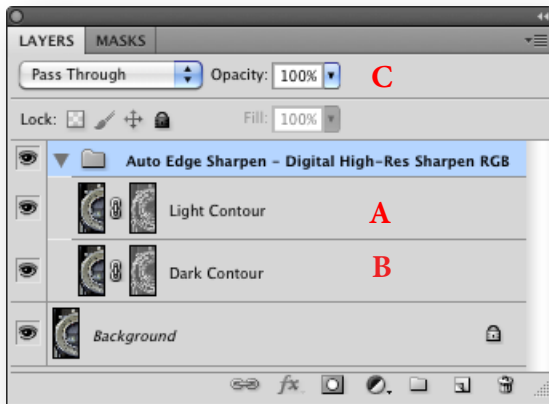 LAYERS MASKS
Pass Through Opacity: 100% C
Lock: Fill: 100%
Auto Edge Sharpen - Digital High-Res Sharpen RGB
Light Contour A
Dark Contour B
Background
fx